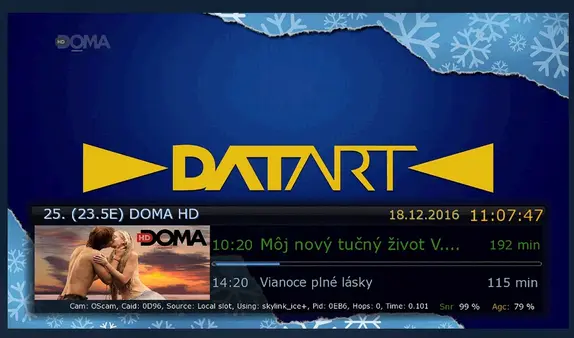 HD DOMA
DATART
25. (23.5E) DOMA HD
18.12.2016 11:07:47
HD DOMA
10:20 Môj nový tučný život V.... 192 min
14:20 Vianoce plné lásky 115 min
Cam: OScam, Caid: 0D96, Source: Local slot, Using: skylink_ice+, Pid: 0EB6, Hops: 0, Time: 0.101 Snr 99 % Agc: 79 %